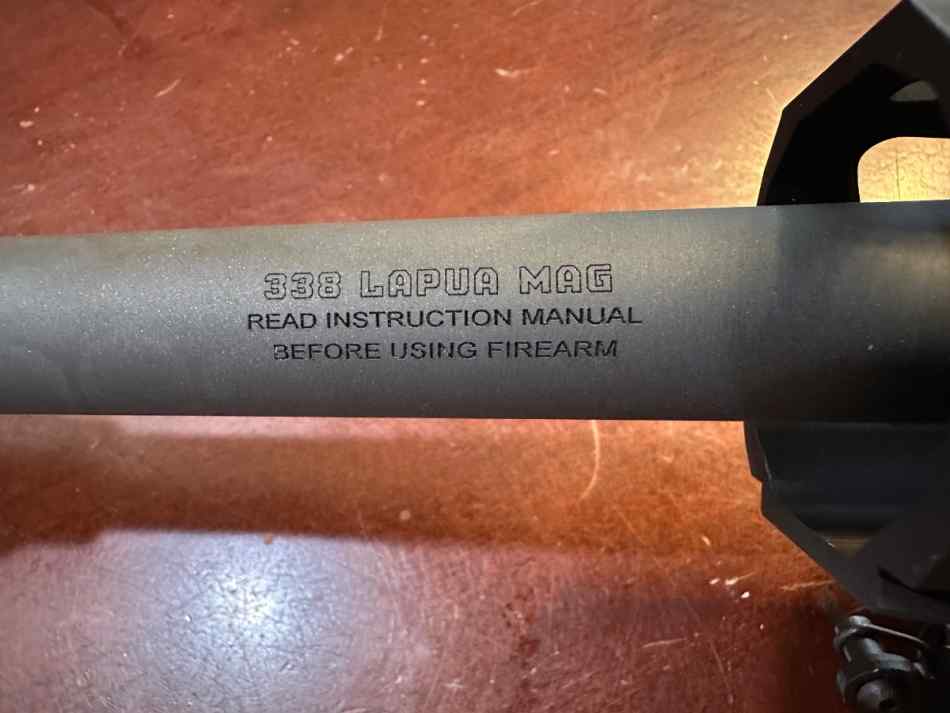 338 LAPUA MAG
READ INSTRUCTION MANUAL
BEFORE USING FIREARM